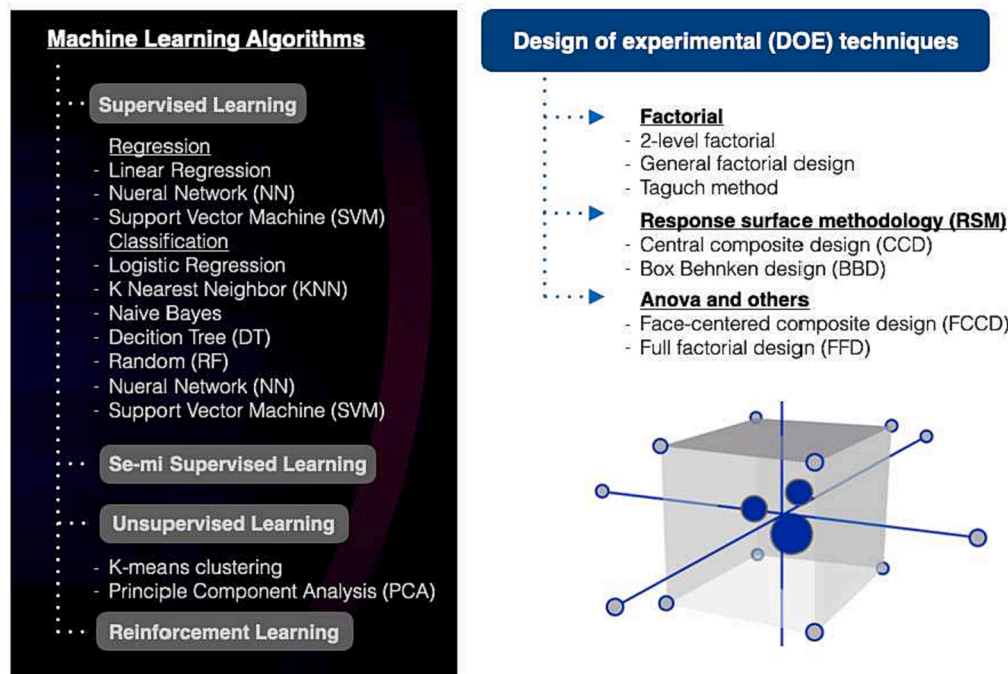 Machine Learning Algorithms
Supervised Learning
Regression
- Linear Regression
- Nueral Network (NN)
- Support Vector Machine (SVM)
Classification
- Logistic Regression
- K Nearest Neighbor (KNN)
- Naive Bayes
- Decition Tree (DT)
- Random (RF)
- Nueral Network (NN)
- Support Vector Machine (SVM)
Se-mi Supervised Learning
Unsupervised Learning
- K-means clustering
- Principle Component Analysis (PCA)
Reinforcement Learning
Design of experimental (DOE) techniques
Factorial
- 2-level factorial
- General factorial design
- Taguch method
Response surface methodology (RSM)
- Central composite design (CCD)
- Box Behnken design (BBD)
Anova and others
- Face-centered composite design (FCCD)
- Full factorial design (FFD)